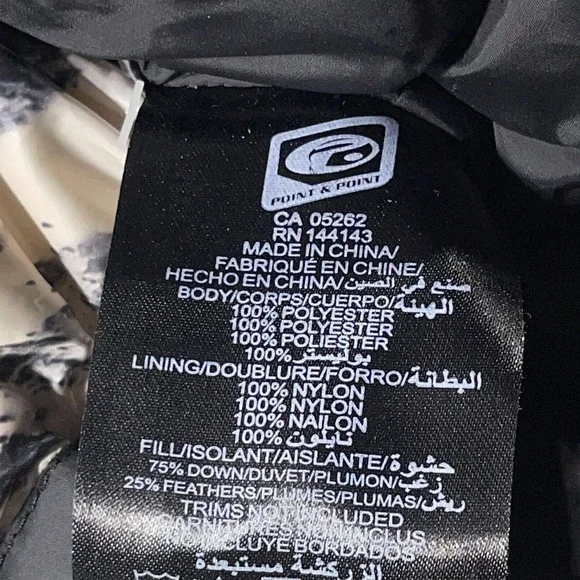 POINT & POINT
CA 05262
RN 144143
MADE IN CHINA/
FABRIQUÉ EN CHINE/
HECHO EN CHINA/صنع في الصين
BODY/CORPS/CUERPO/الهيئة
100% POLYESTER
100% POLYESTER
100% POLIESTER
100% بوليستر
LINING/DOUBLURE/FORRO/البطانة
100% NYLON
100% NYLON
100% NAILON
100% نايلون
FILL/ISOLANT/AISLANTE/حشوة
75% DOWN/DUVET/PLUMON/زغب
25% FEATHERS/PLUMES/PLUMAS/ريش
TRIMS NOT INCLUDED
INCLUYE BORDADOS
الزركشة مستبعدة